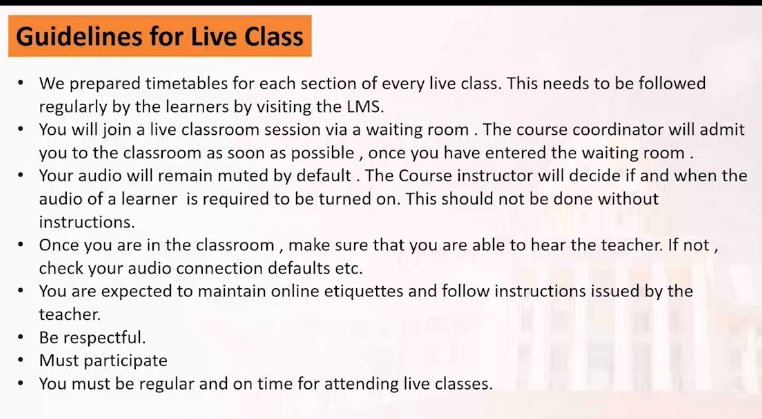 Guidelines for Live Class
• We prepared timetables for each section of every live class. This needs to be followed
regularly by the learners by visiting the LMS.
• You will join a live classroom session via a waiting room . The course coordinator will admit
you to the classroom as soon as possible , once you have entered the waiting room .
• Your audio will remain muted by default . The Course instructor will decide if and when the
audio of a learner  is required to be turned on. This should not be done without
instructions.
• Once you are in the classroom , make sure that you are able to hear the teacher. If not ,
check your audio connection defaults etc.
• You are expected to maintain online etiquettes and follow instructions issued by the
teacher.
• Be respectful.
• Must participate
• You must be regular and on time for attending live classes.